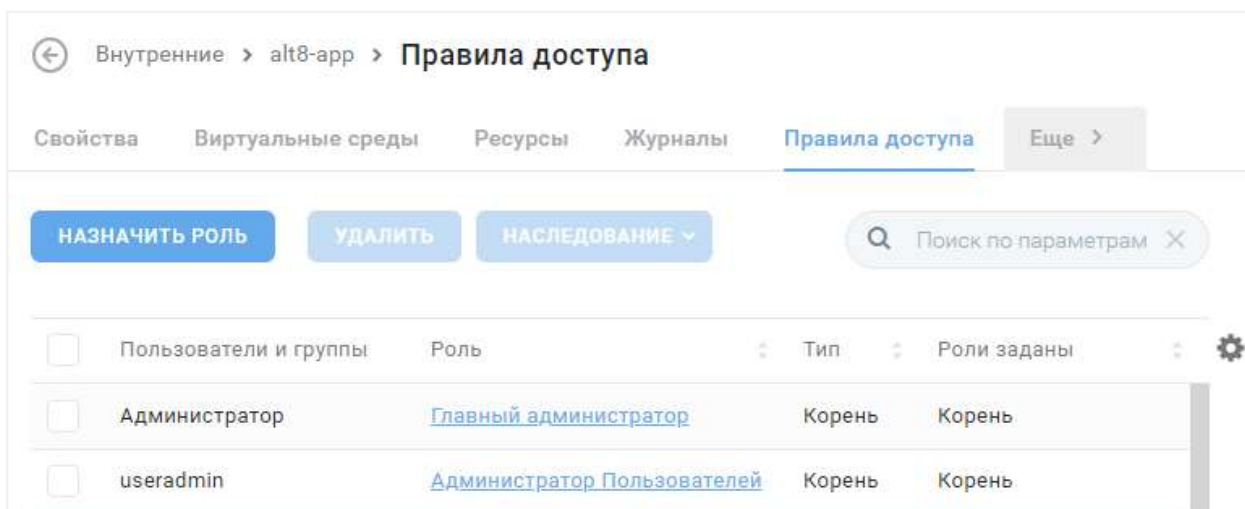 Внутренние > alt8-app > Правила доступа
Свойства Виртуальные среды Ресурсы Журналы Правила доступа Еще >
НАЗНАЧИТЬ РОЛЬ УДАЛИТЬ НАСЛЕДОВАНИЕ Поиск по параметрам
Пользователи и группы Роль Тип Роли заданы
Администратор Главный администратор Корень Корень
useradmin Администратор Пользователей Корень Корень